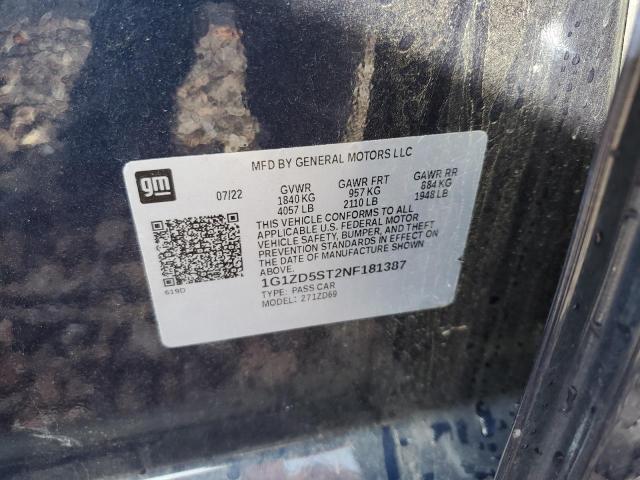 MFD BY GENERAL MOTORS LLC
gm
07/22 GVWR GAWR FRT GAWR RR
1840 KG 957 KG 884 KG
4057 LB 2110 LB 1948 LB
THIS VEHICLE CONFORMS TO ALL
APPLICABLE U.S. FEDERAL MOTOR
VEHICLE SAFETY, BUMPER, AND THEFT
PREVENTION STANDARDS IN EFFECT ON
THE DATE OF MANUFACTURE SHOWN
ABOVE.
1G1ZD5ST2NF181387
TYPE: PASS CAR
MODEL: 271ZD69
619D